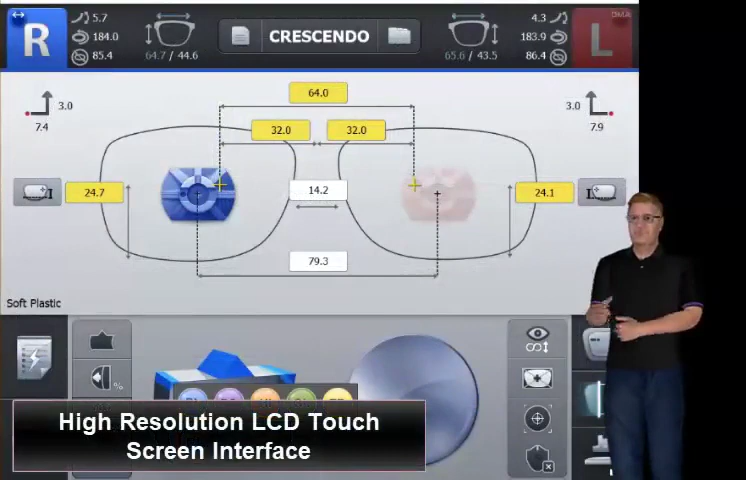 R
5.7
184.0
85.4
64.7 / 44.6
CRESCENDO
65.6 / 43.5
4.3
183.9
86.4
L
3.0
7.4
64.0
32.0
32.0
3.0
7.9
24.7
14.2
24.1
79.3
Soft Plastic
%
High Resolution LCD Touch
Screen Interface